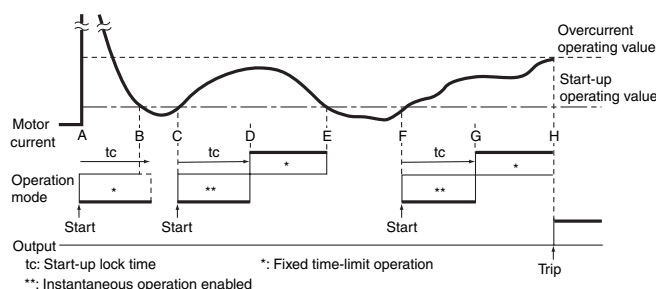 Overcurrent
operating value
Start-up
operating value
Motor
current
A B C D E F G H
tc tc tc
* *
Operation
mode
* ** **
Start Start Start
Output
Trip
tc: Start-up lock time *: Fixed time-limit operation
**: Instantaneous operation enabled